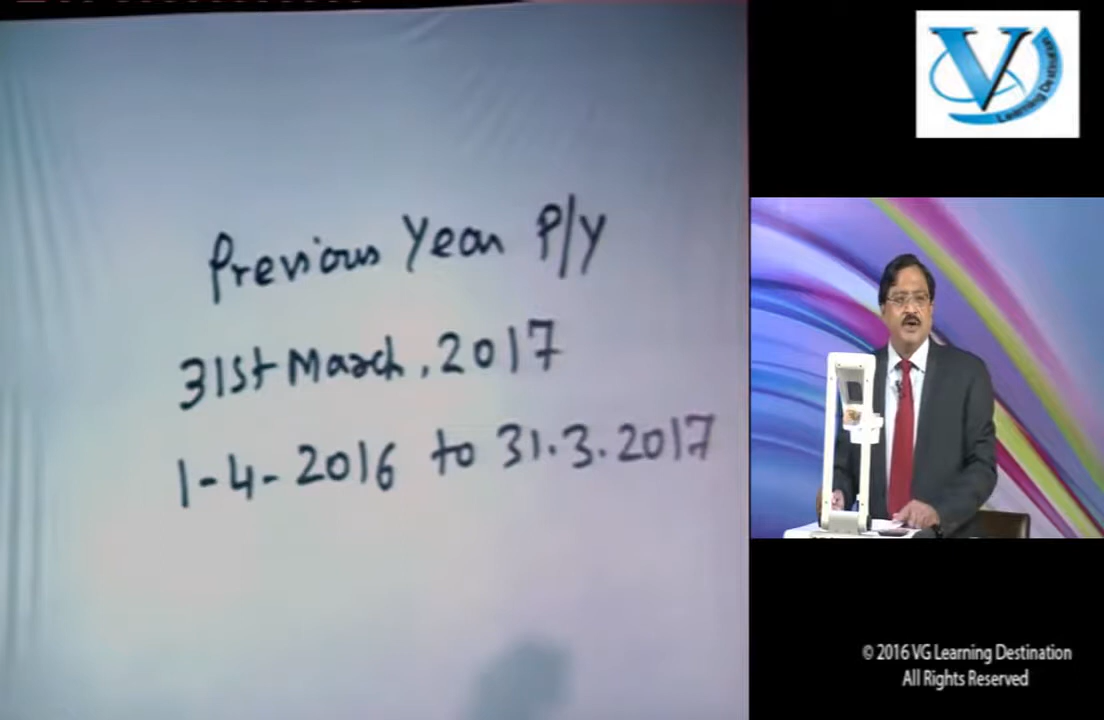 Previous Year P/Y
31st March, 2017
1-4-2016 to 31.3.2017
V
Learning Destination
© 2016 VG Learning Destination
All Rights Reserved